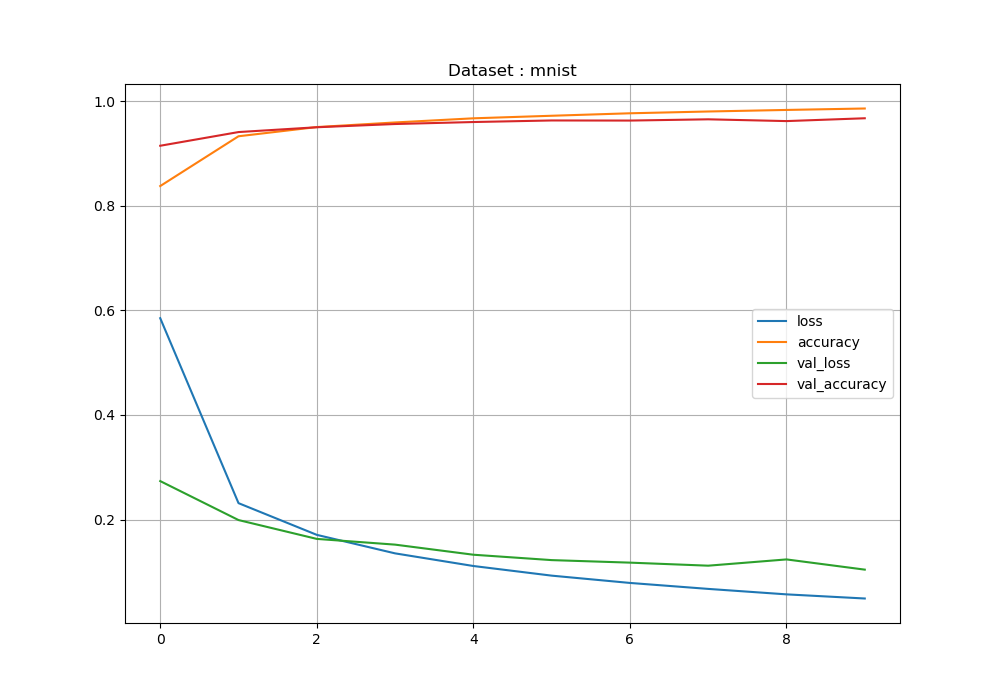 Dataset : mnist
1.0
0.8
0.6
0.4
0.2
loss
accuracy
val_loss
val_accuracy
0 2 4 6 8